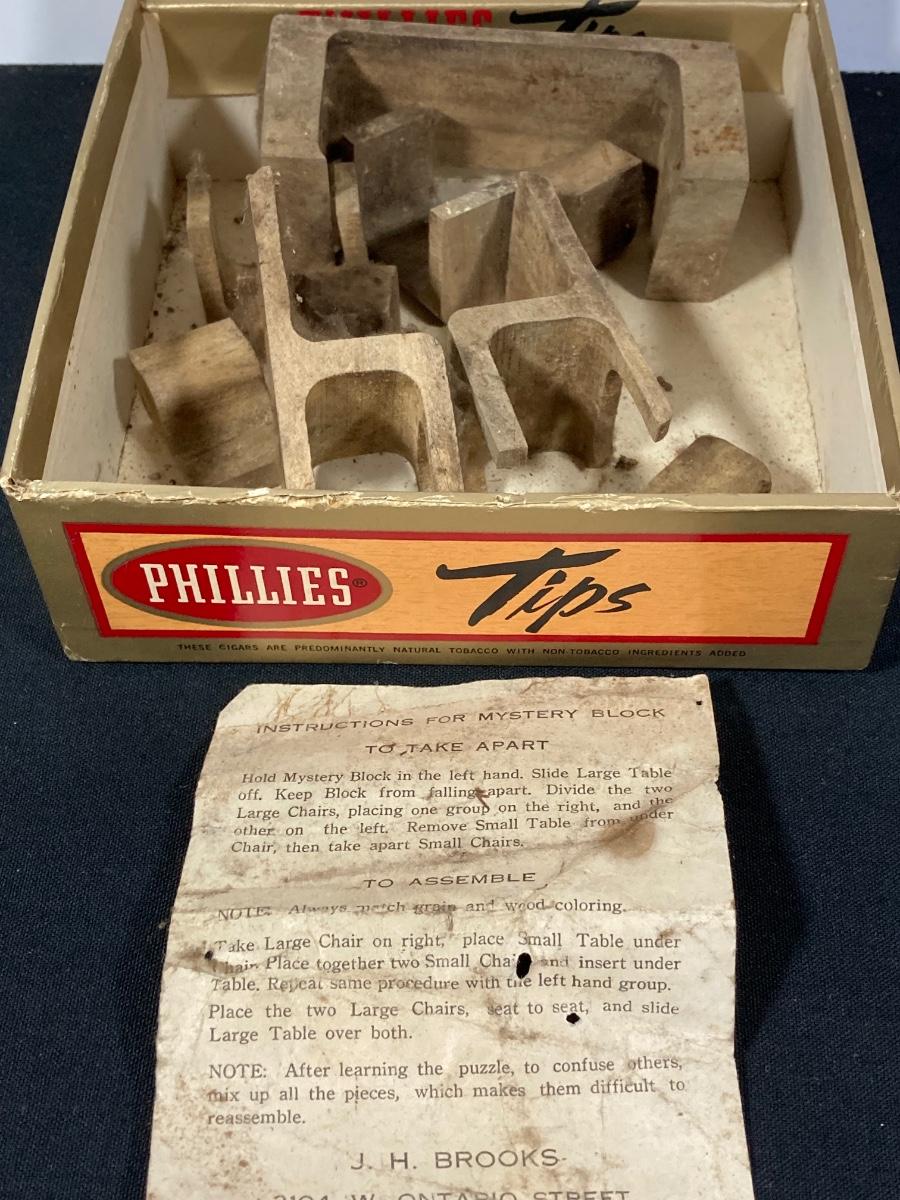 PHILLIES Tips
PHILLIES® Tips
THESE CIGARS ARE PREDOMINANTLY NATURAL TOBACCO WITH NON-TOBACCO INGREDIENTS ADDED
INSTRUCTIONS FOR MYSTERY BLOCK
TO TAKE APART
Hold Mystery Block in the left hand. Slide Large Table
off. Keep Block from falling apart. Divide the two
Large Chairs, placing one group on the right, and the
other on the left. Remove Small Table from under
Chair, then take apart Small Chairs.
TO ASSEMBLE
NOTE: Always match grain and wood coloring.
Take Large Chair on right, place Small Table under
Chair. Place together two Small and insert under
Table. Repeat same procedure with the left hand group.
Place the two Large Chairs, seat to seat, and slide
Large Table over both.
NOTE: After learning the puzzle, to confuse others,
mix up all the pieces, which makes them difficult to
reassemble.
J. H. BROOKS
W. ONTARIO STREET